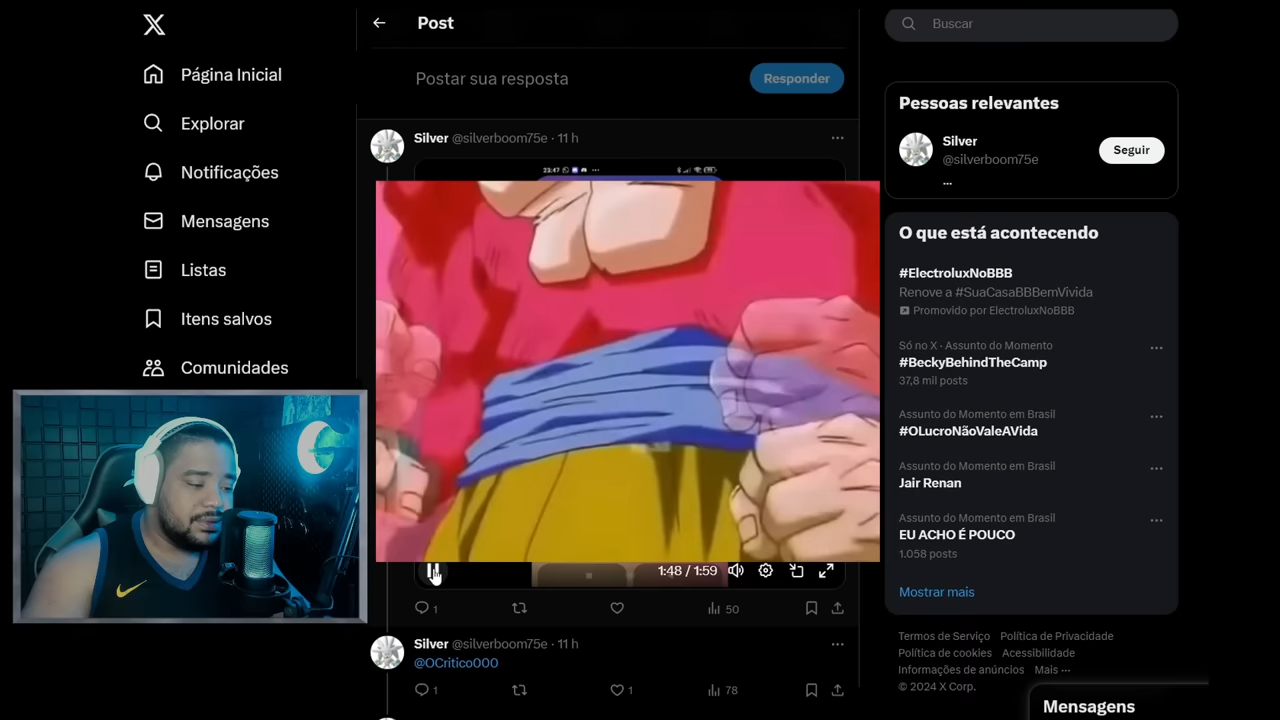 Página Inicial
Explorar
Notificações
Mensagens
Listas
Itens salvos
Comunidades
Post
Postar sua resposta
Responder
Silver @silverboom75e · 11 h
23:47
1:48 / 1:59
1
50
Silver @silverboom75e · 11 h
@OCritico000
1
1
78
Buscar
Pessoas relevantes
Silver
@silverboom75e
Seguir
...
O que está acontecendo
#ElectroluxNoBBB
Renove a #SuaCasaBBBemVivida
Promovido por ElectroluxNoBBB
Só no X · Assunto do Momento
#BeckyBehindTheCamp
37,8 mil posts
Assunto do Momento em Brasil
#OLucroNãoValeAVida
Assunto do Momento em Brasil
Jair Renan
Assunto do Momento em Brasil
EU ACHO É POUCO
1.058 posts
Mostrar mais
Termos de Serviço Política de Privacidade
Política de cookies Acessibilidade
Informações de anúncios Mais ...
© 2024 X Corp.
Mensagens